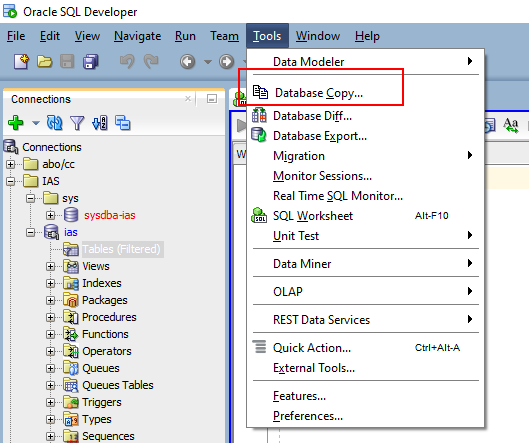 Oracle SQL Developer
File Edit View Navigate Run Team Tools Window Help
Data Modeler
Database Copy...
Database Diff...
Database Export...
Migration
Monitor Sessions...
Real Time SQL Monitor...
SQL Worksheet Alt-F10
Unit Test
Data Miner
OLAP
REST Data Services
Quick Action... Ctrl+Alt-A
External Tools...
Features...
Preferences...
Connections
Connections
abo/cc
IAS
sys
sysdba-ias
ias
Tables (Filtered)
Views
Indexes
Packages
Procedures
Functions
Operators
Queues
Queues Tables
Triggers
Types
Sequences
W
Aa